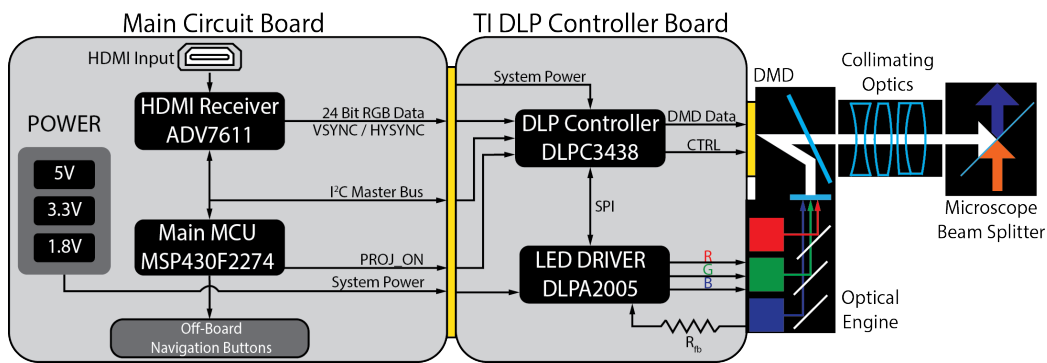 Main Circuit Board
TI DLP Controller Board
HDMI Input
HDMI Receiver
ADV7611
POWER
5V
3.3V
1.8V
Main MCU
MSP430F2274
Off-Board
Navigation Buttons
24 Bit RGB Data
VSYNC / HYSYNC
I²C Master Bus
PROJ_ON
System Power
System Power
DLP Controller
DLPC3438
DMD Data
CTRL
SPI
LED DRIVER
DLPA2005
R
G
B
Rfb
DMD
Collimating
Optics
Microscope
Beam Splitter
Optical
Engine